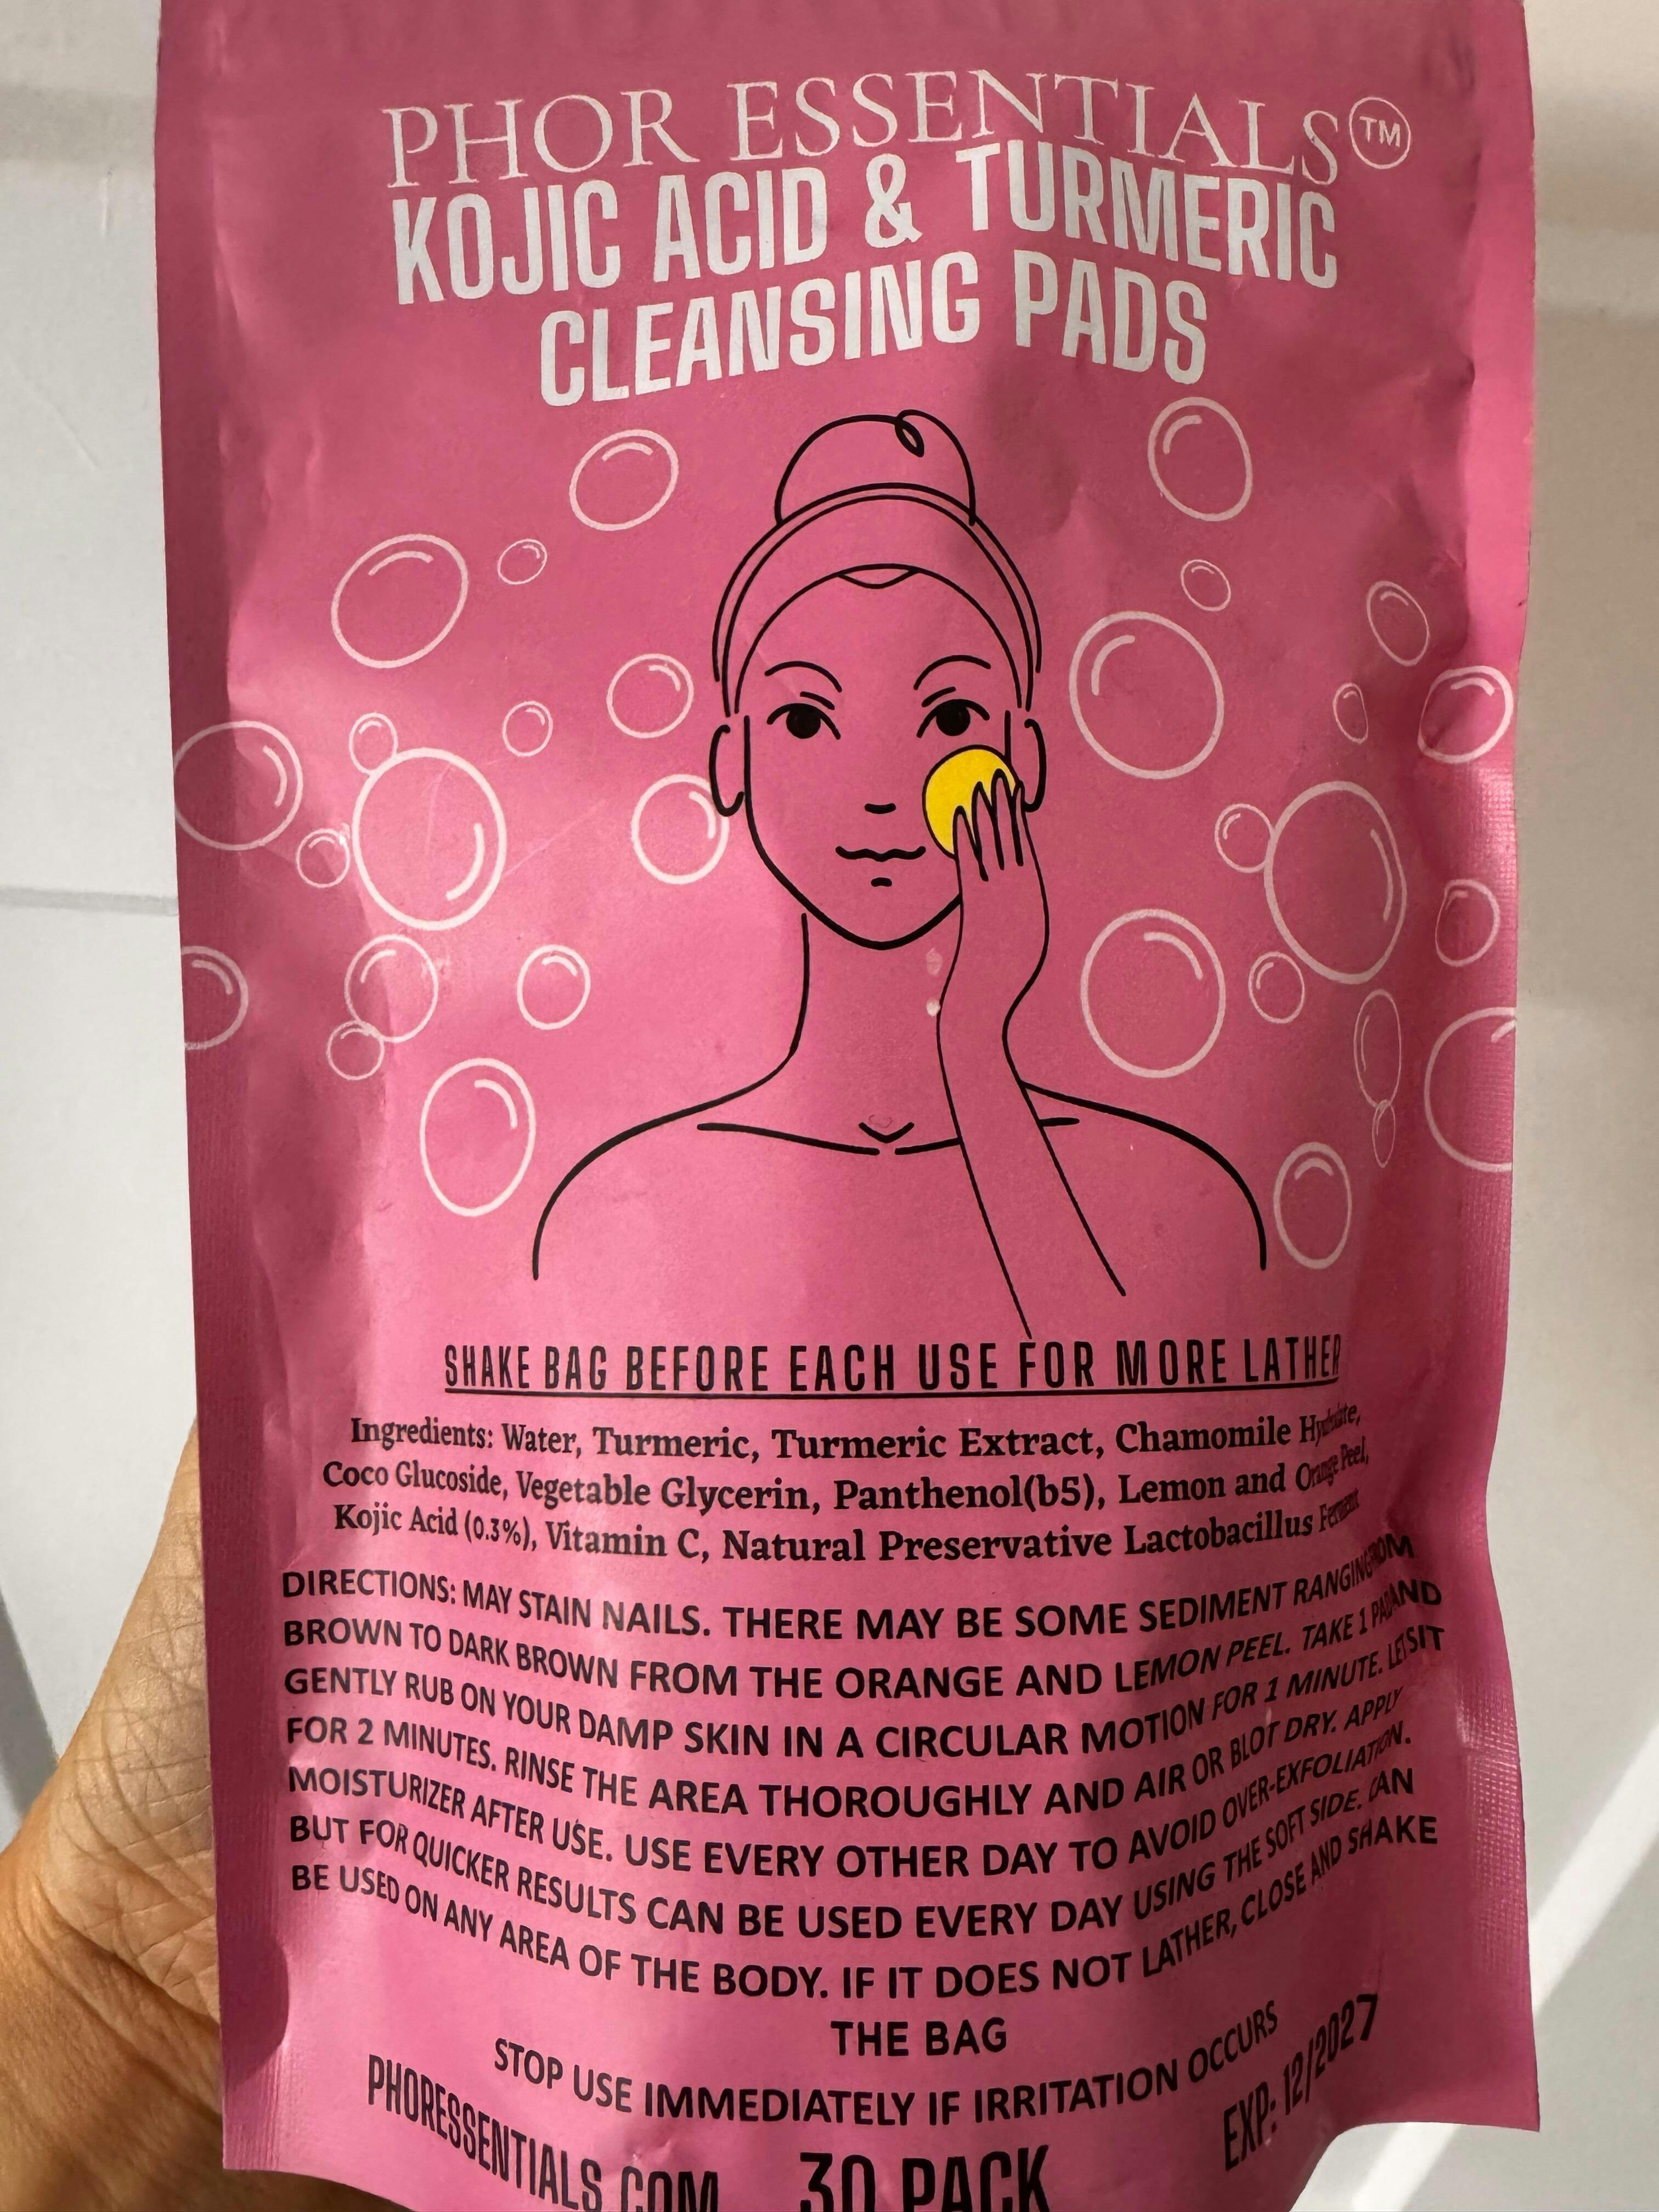 PHOR ESSENTIALS™
KOJIC ACID & TURMERIC
CLEANSING PADS
SHAKE BAG BEFORE EACH USE FOR MORE LATHER
Ingredients: Water, Turmeric, Turmeric Extract, Chamomile Hydrolate,
Coco Glucoside, Vegetable Glycerin, Panthenol(b5), Lemon and Orange Peel,
Kojic Acid (0.3%), Vitamin C, Natural Preservative Lactobacillus Ferment
DIRECTIONS: MAY STAIN NAILS. THERE MAY BE SOME SEDIMENT RANGING FROM
BROWN TO DARK BROWN FROM THE ORANGE AND LEMON PEEL. TAKE 1 PAD AND
GENTLY RUB ON YOUR DAMP SKIN IN A CIRCULAR MOTION FOR 1 MINUTE. LET SIT
FOR 2 MINUTES. RINSE THE AREA THOROUGHLY AND AIR OR BLOT DRY. APPLY
MOISTURIZER AFTER USE. USE EVERY OTHER DAY TO AVOID OVER-EXFOLIATION.
BUT FOR QUICKER RESULTS CAN BE USED EVERY DAY USING THE SOFT SIDE. CAN
BE USED ON ANY AREA OF THE BODY. IF IT DOES NOT LATHER, CLOSE AND SHAKE
THE BAG
STOP USE IMMEDIATELY IF IRRITATION OCCURS
PHORESSENTIALS.COM 30 PACK EXP: 12/2027